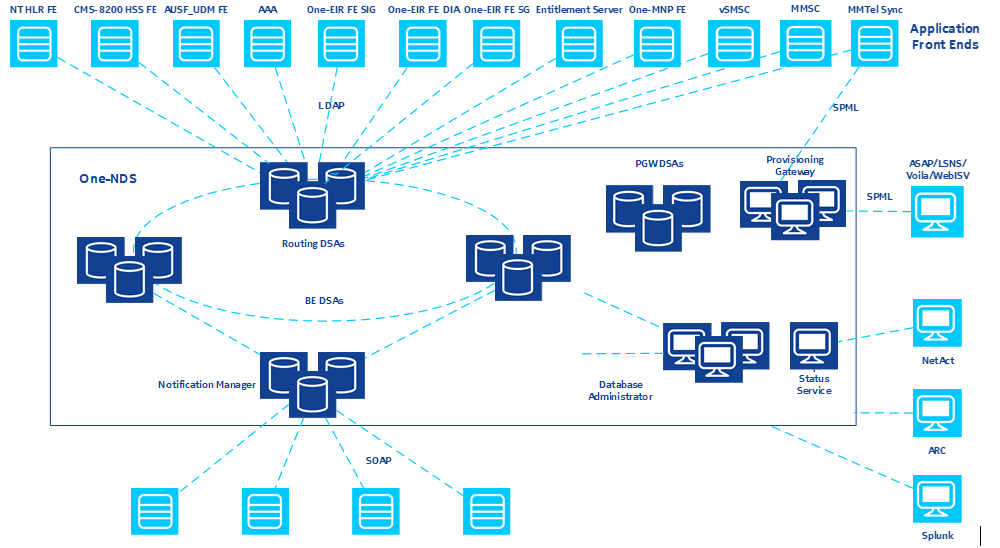 NT HLR FE
CMS- 8200 HSS FE
AUSF_UDM FE
AAA
One-EIR FE SIG
One-EIR FE DIA
One-EIR FE 5G
Entitlement Server
One-MNP FE
vSMSC
MMSC
MMTel Sync
Application
Front Ends
LDAP
SPML
One-NDS
PGWDSAs
Provisioning
Gateway
ASAP/LSNS/
Voila/WebISV
SPML
Routing DSAs
BE DSAs
Notification Manager
Database
Administrator
Status
Service
NetAct
ARC
SOAP
Splunk